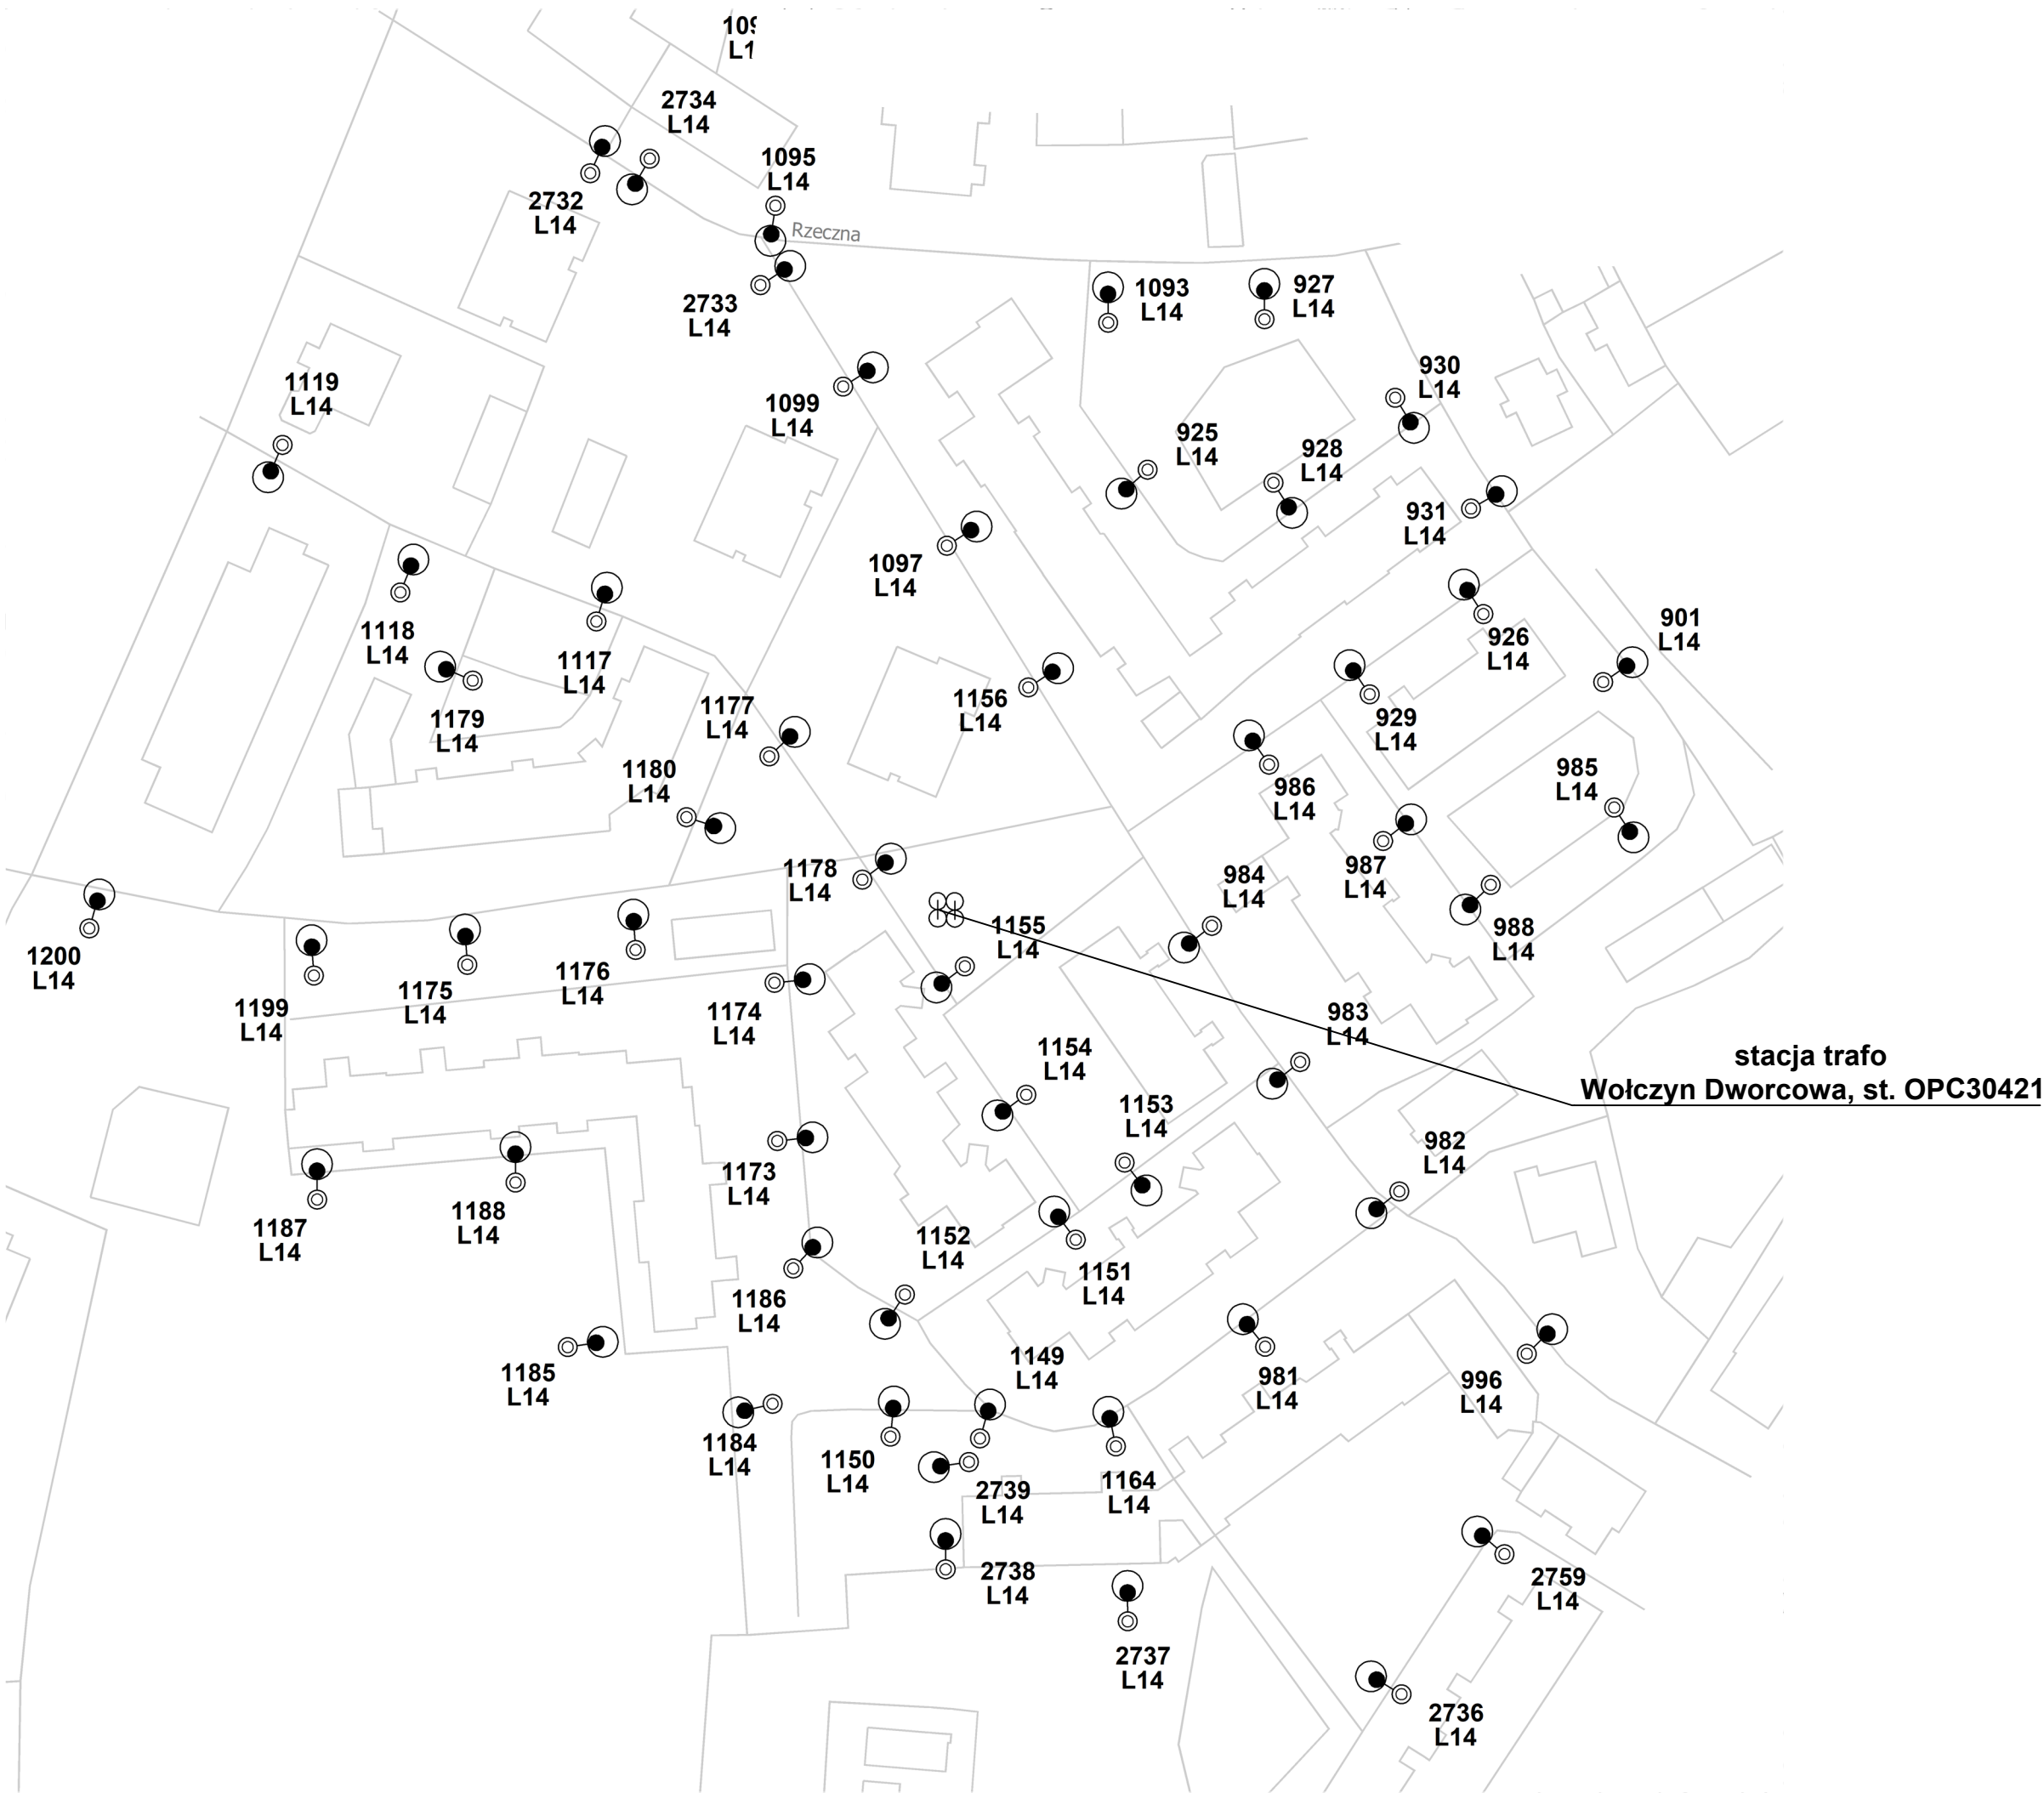 2734
L14
1095
L14
2732
L14
Rzeczna
2733
L14
1093
L14
927
L14
1119
L14
1099
L14
930
L14
925
L14
928
L14
931
L14
1097
L14
1118
L14
1117
L14
926
L14
901
L14
1179
L14
1177
L14
1156
L14
929
L14
1180
L14
986
L14
985
L14
1178
L14
984
L14
987
L14
1155
L14
988
L14
1200
L14
1199
L14
1175
L14
1176
L14
1174
L14
983
L14
stacja trafo
Wołczyn Dworcowa, st. OPC30421
1154
L14
1153
L14
982
L14
1173
L14
1187
L14
1188
L14
1152
L14
1151
L14
1186
L14
1185
L14
1149
L14
981
L14
996
L14
1184
L14
1150
L14
2739
L14
1164
L14
2738
L14
2759
L14
2737
L14
2736
L14